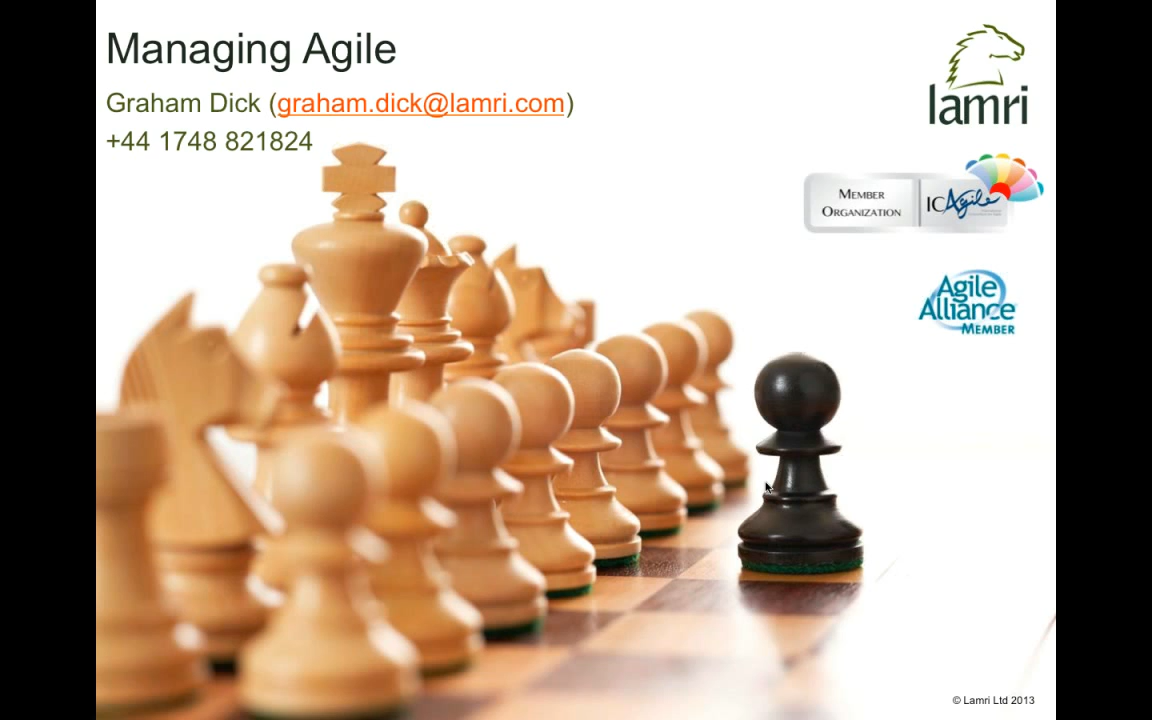 Managing Agile
Graham Dick (graham.dick@lamri.com)
+44 1748 821824
lamri
MEMBER
ORGANIZATION
ICAgile
Agile
Alliance
MEMBER
© Lamri Ltd 2013